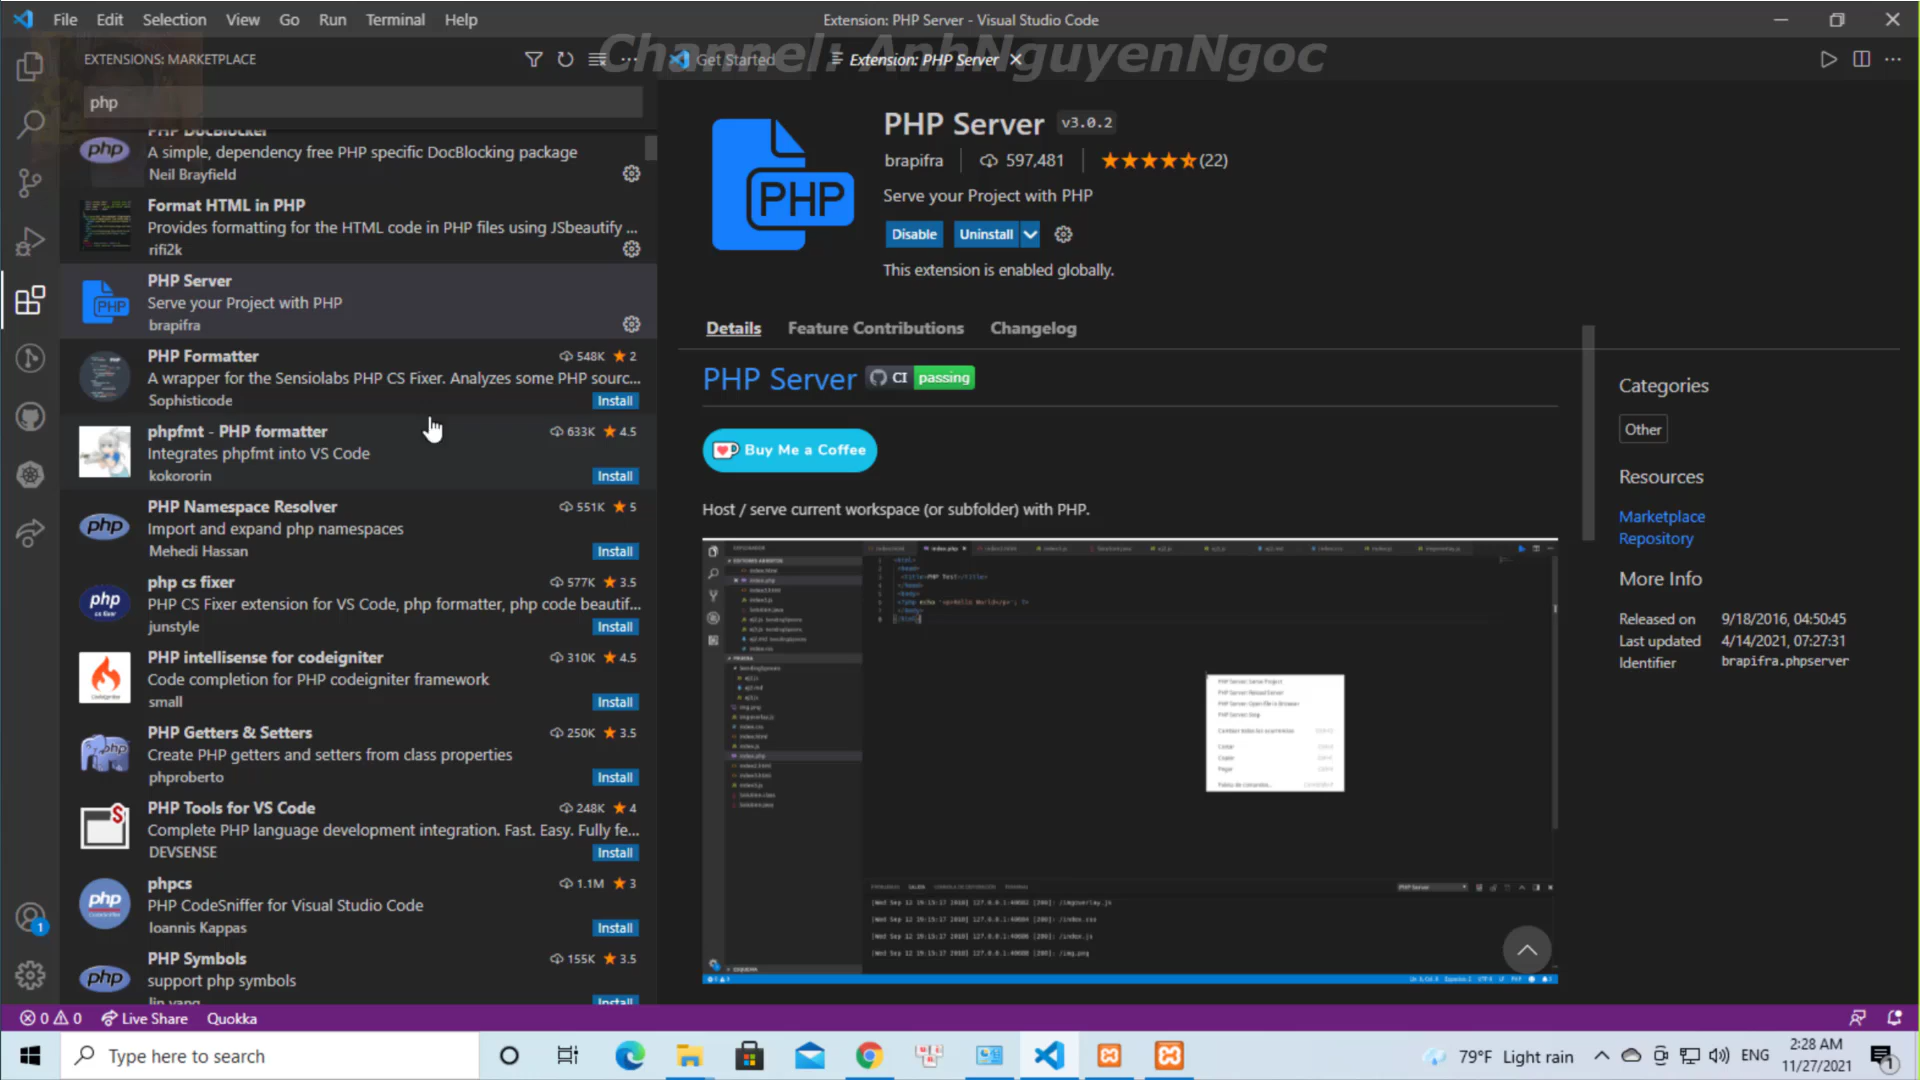 File Edit Selection View Go Run Terminal Help
Extension: PHP Server - Visual Studio Code
Channel: AnhNguyenNgoc
EXTENSIONS: MARKETPLACE
Get Started
Extension: PHP Server
php
PHP DocBlocker
A simple, dependency free PHP specific DocBlocking package
Neil Brayfield
Format HTML in PHP
Provides formatting for the HTML code in PHP files using JSbeautify ...
rifi2k
PHP Server
Serve your Project with PHP
brapifra
PHP Formatter 548K 2
A wrapper for the Sensiolabs PHP CS Fixer. Analyzes some PHP sourc...
Sophisticode Install
phpfmt - PHP formatter 633K 4.5
Integrates phpfmt into VS Code
kokororin Install
PHP Namespace Resolver 551K 5
Import and expand php namespaces
Mehedi Hassan Install
php cs fixer 577K 3.5
PHP CS Fixer extension for VS Code, php formatter, php code beautif...
junstyle Install
PHP intellisense for codeigniter 310K 4.5
Code completion for PHP codeigniter framework
small Install
PHP Getters & Setters 250K 3.5
Create PHP getters and setters from class properties
phproberto Install
PHP Tools for VS Code 248K 4
Complete PHP language development integration. Fast. Easy. Fully fe...
DEVSENSE Install
phpcs 1.1M 3
PHP CodeSniffer for Visual Studio Code
Ioannis Kappas Install
PHP Symbols 155K 3.5
support php symbols
lin yang Install
PHP
PHP Server v3.0.2
brapifra 597,481 (22)
Serve your Project with PHP
Disable Uninstall
This extension is enabled globally.
Details Feature Contributions Changelog
PHP Server CI passing
Buy Me a Coffee
Host / serve current workspace (or subfolder) with PHP.
Categories
Other
Resources
Marketplace
Repository
More Info
Released on 9/18/2016, 04:50:45
Last updated 4/14/2021, 07:27:31
Identifier brapifra.phpserver
0 0 Live Share Quokka
Type here to search
79°F Light rain
ENG
2:28 AM
11/27/2021
1